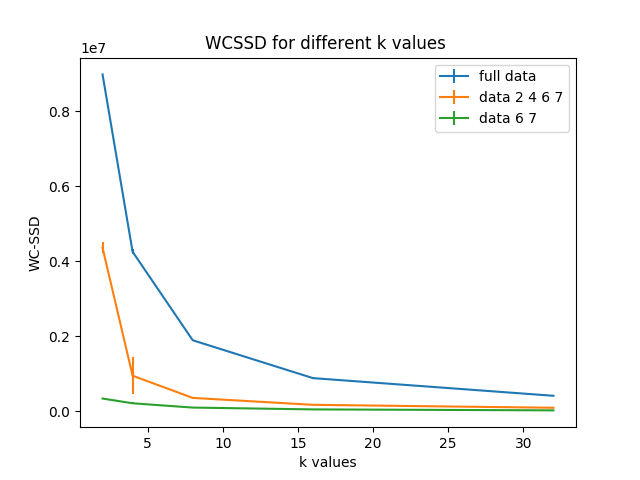 WCSSD for different k values
1e7
full data
data 2 4 6 7
data 6 7
WC-SSD
0.8
0.6
0.4
0.2
0.0
5 10 15 20 25 30
k values